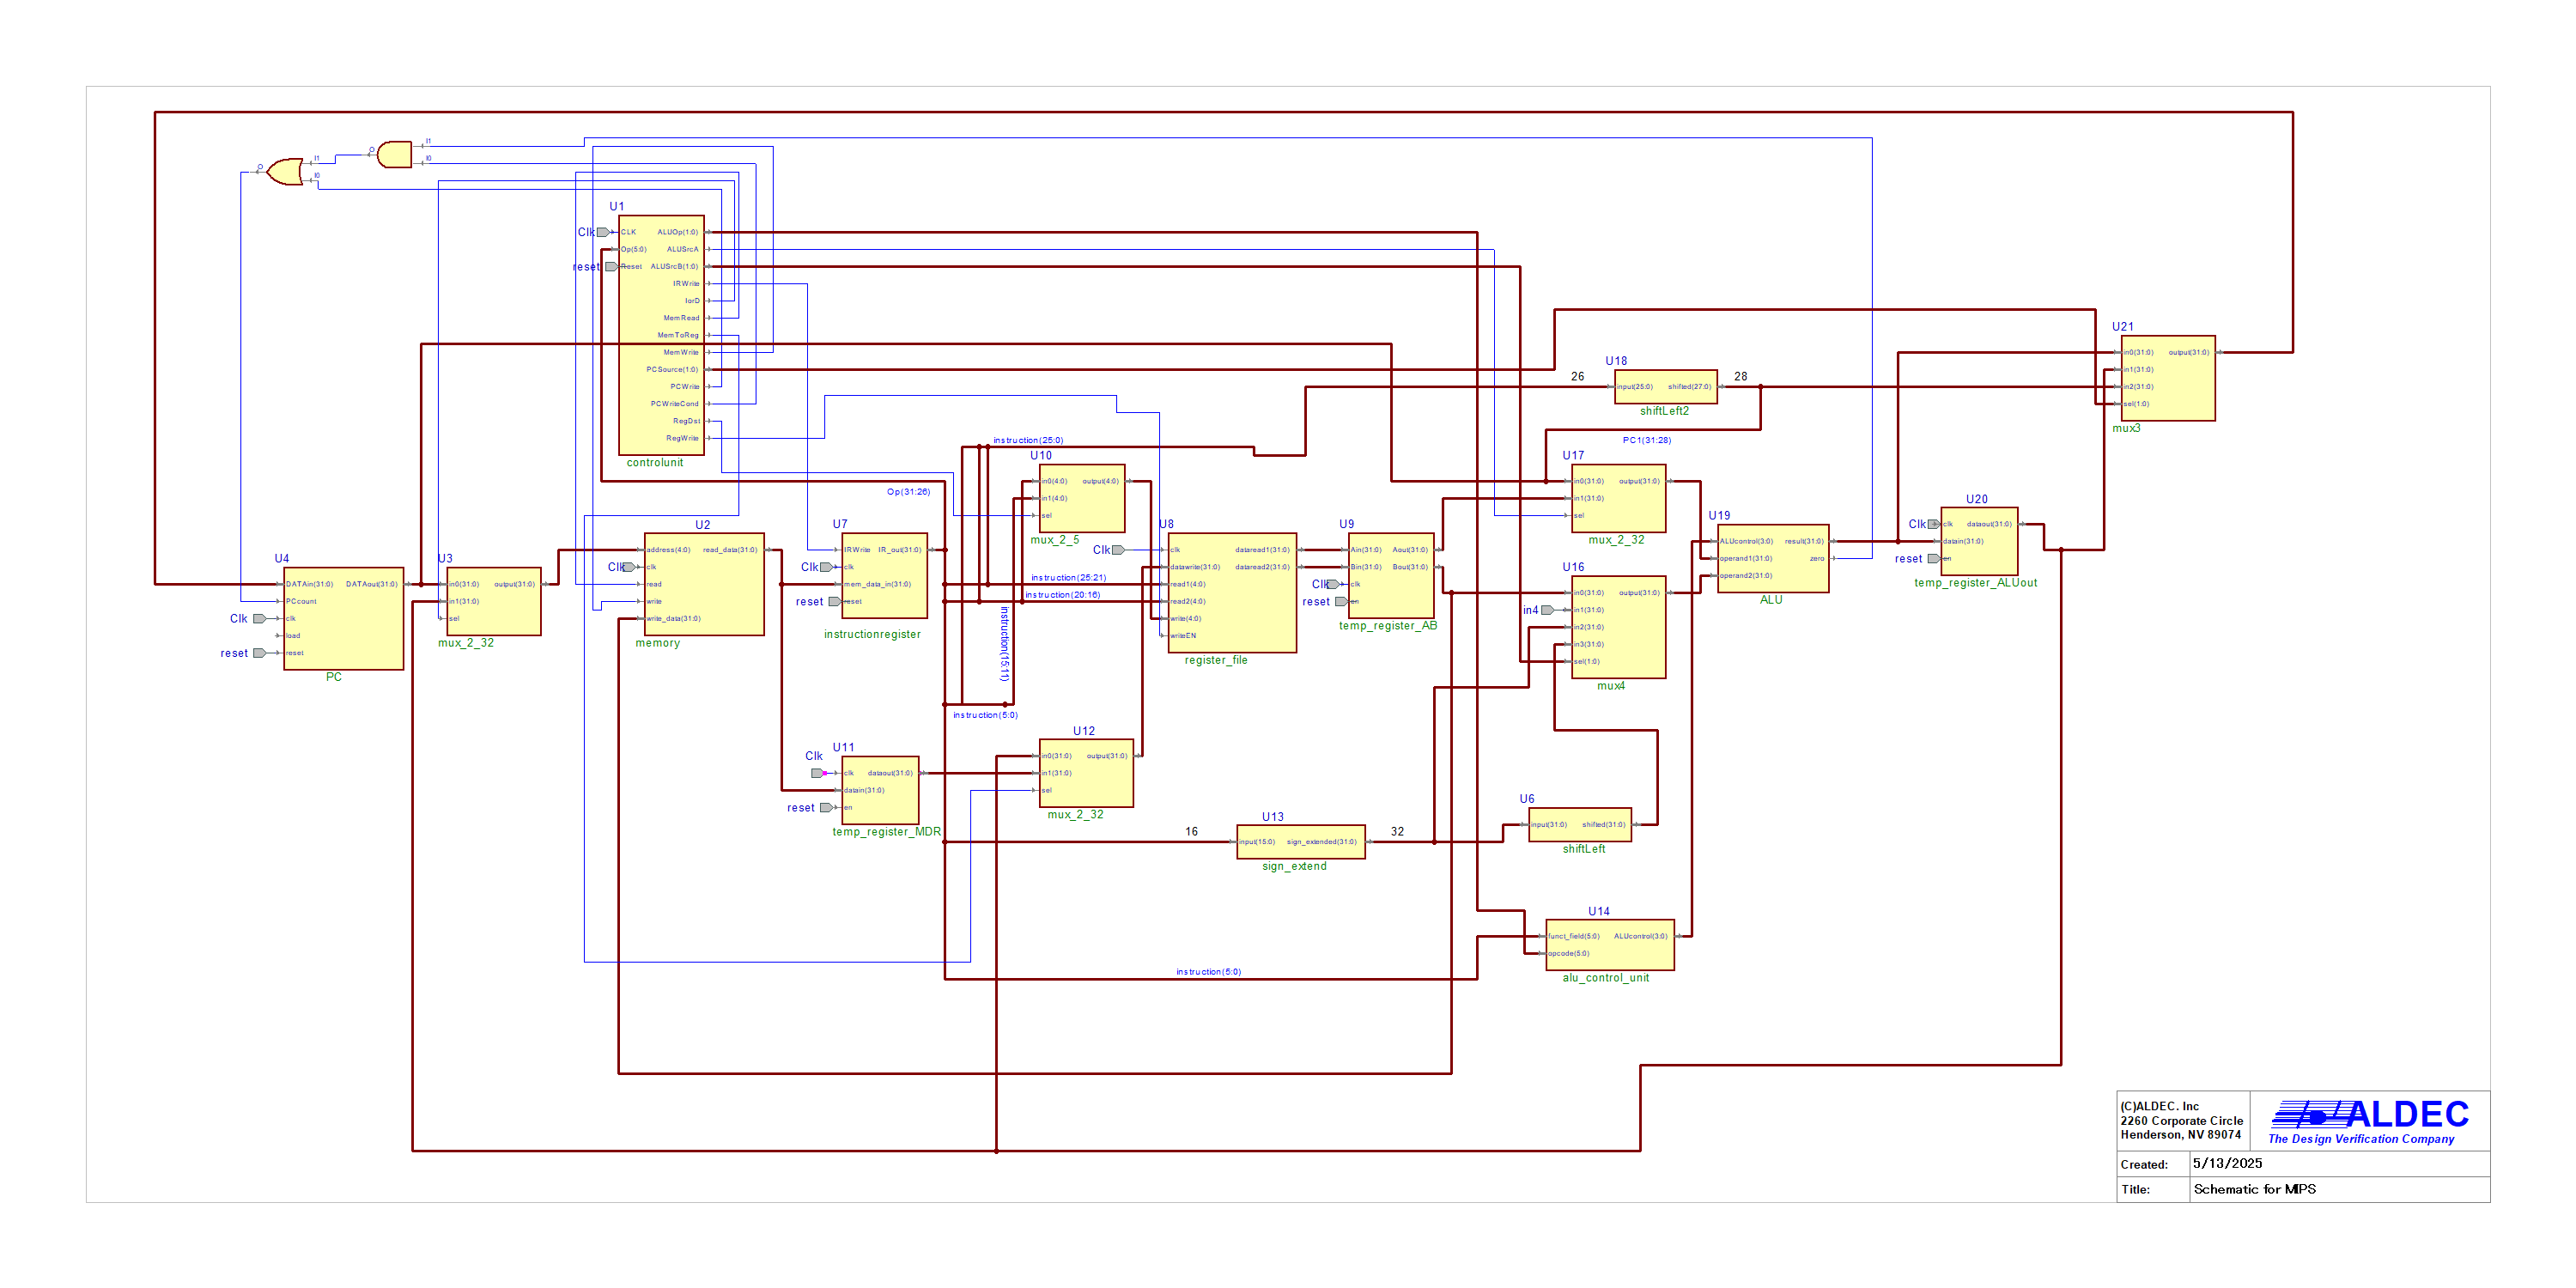 I1
O
I0
O
I1
I0
U1
Clk
CLK
ALUOp(1:0)
Op(5:0)
ALUSrcA
reset
Reset
ALUSrcB(1:0)
IRWrite
IorD
MemRead
MemToReg
MemWrite
PCSource(1:0)
PCWrite
PCWriteCond
RegDst
RegWrite
controlunit
Op(31:26)
U4
DATAin(31:0)
DATAout(31:0)
PCcount
Clk
clk
load
reset
reset
PC
U3
in0(31:0)
output(31:0)
in1(31:0)
sel
mux_2_32
U2
address(4:0)
read_data(31:0)
Clk
clk
read
write
write_data(31:0)
memory
U7
IRWrite
IR_out(31:0)
Clk
clk
mem_data_in(31:0)
reset
reset
instructionregister
U11
Clk
clk
dataout(31:0)
datain(31:0)
reset
en
temp_register_MDR
instruction(25:0)
U10
in0(4:0)
output(4:0)
in1(4:0)
sel
mux_2_5
instruction(25:21)
instruction(20:16)
instruction(15:11)
instruction(5:0)
U12
in0(31:0)
output(31:0)
in1(31:0)
sel
mux_2_32
U8
Clk
clk
dataread1(31:0)
datawrite(31:0)
dataread2(31:0)
read1(4:0)
read2(4:0)
write(4:0)
writeEN
register_file
U9
Ain(31:0)
Aout(31:0)
Bin(31:0)
Bout(31:0)
Clk
clk
reset
en
temp_register_AB
16
U13
32
input(15:0)
sign_extended(31:0)
sign_extend
instruction(5:0)
26
U18
28
input(25:0)
shifted(27:0)
shiftLeft2
PC1(31:28)
U17
in0(31:0)
output(31:0)
in1(31:0)
sel
mux_2_32
U16
in0(31:0)
output(31:0)
in4
in1(31:0)
in2(31:0)
in3(31:0)
sel(1:0)
mux4
U6
input(31:0)
shifted(31:0)
shiftLeft
U14
funct_field(5:0)
ALUcontrol(3:0)
opcode(5:0)
alu_control_unit
U19
ALUcontrol(3:0)
result(31:0)
operand1(31:0)
zero
operand2(31:0)
ALU
U20
Clk
clk
dataout(31:0)
datain(31:0)
reset
en
temp_register_ALUout
U21
in0(31:0)
output(31:0)
in1(31:0)
in2(31:0)
sel(1:0)
mux3
(C)ALDEC. Inc
2260 Corporate Circle
Henderson, NV 89074
ALDEC
The Design Verification Company
Created:
5/13/2025
Title:
Schematic for MIPS